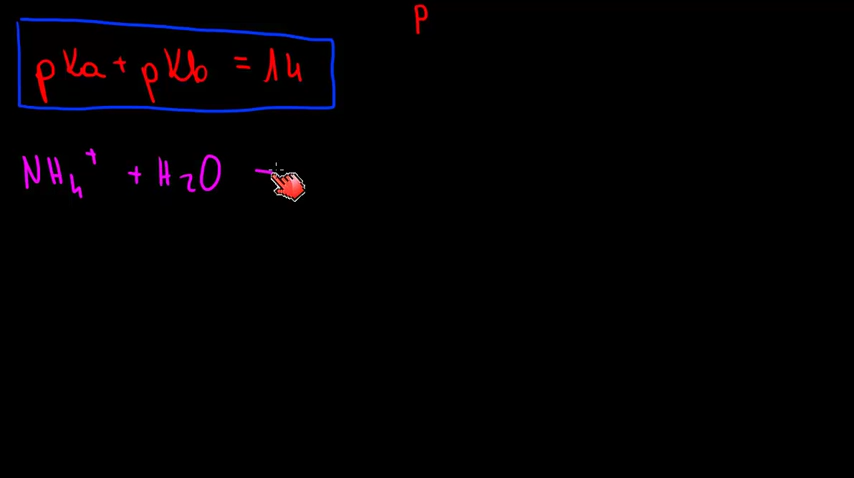 p
pKa + pKb = 14
NH₄⁺ + H₂O –